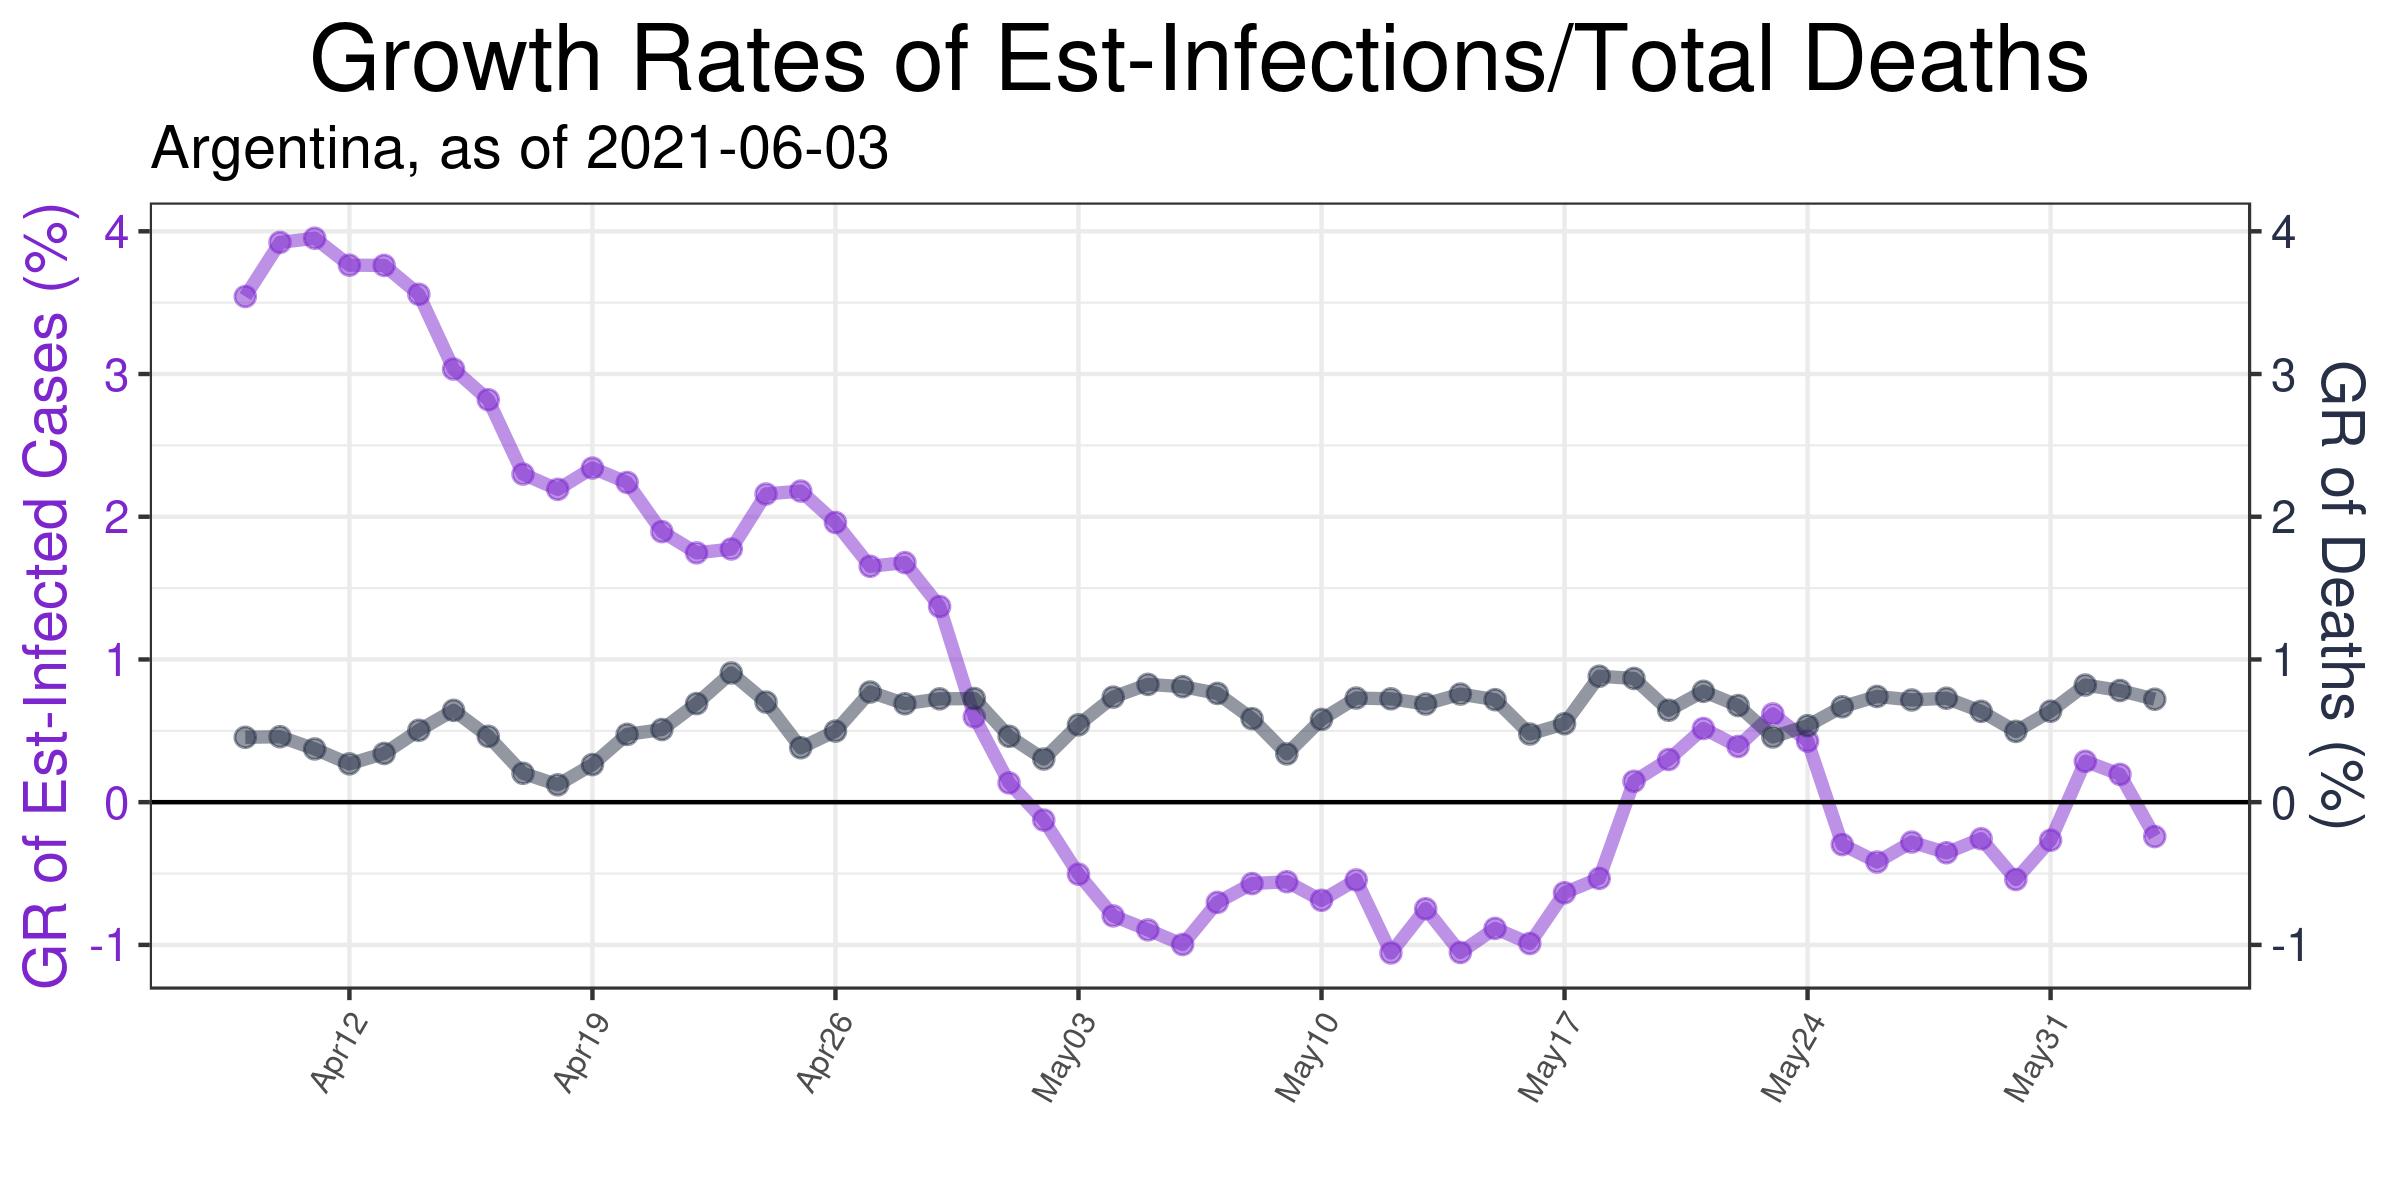 Growth Rates of Est-Infections/Total Deaths
Argentina, as of 2021-06-03
GR of Est-Infected Cases (%)
4
3
2
1
0
-1
4
3
2
1
0
-1
GR of Deaths (%)
Apr12
Apr19
Apr26
May03
May10
May17
May24
May31